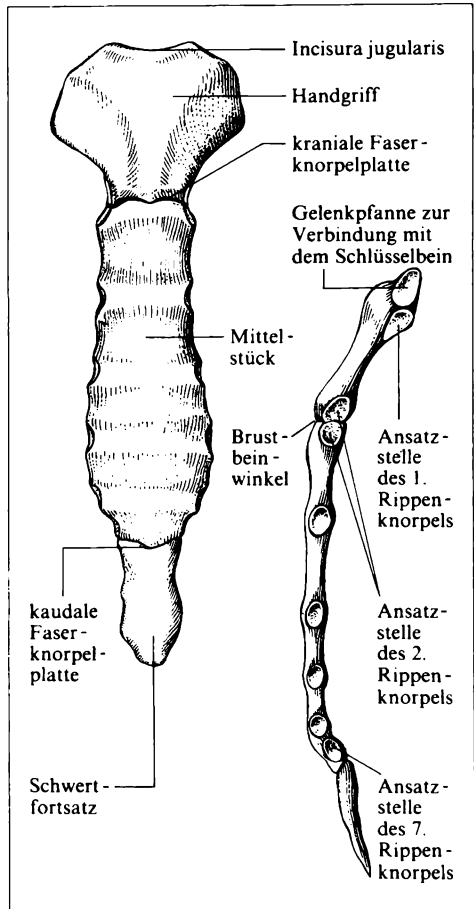 Incisura jugularis
Handgriff
kraniale Faser-
knorpelplatte
Gelenkpfanne zur
Verbindung mit
dem Schlüsselbein
Mittel-
stück
Brust-
bein-
winkel
Ansatz-
stelle
des 1.
Rippen-
knorpels
kaudale
Faser-
knorpel-
platte
Ansatz-
stelle
des 2.
Rippen-
knorpels
Schwert-
fortsatz
Ansatz-
stelle
des 7.
Rippen-
knorpels